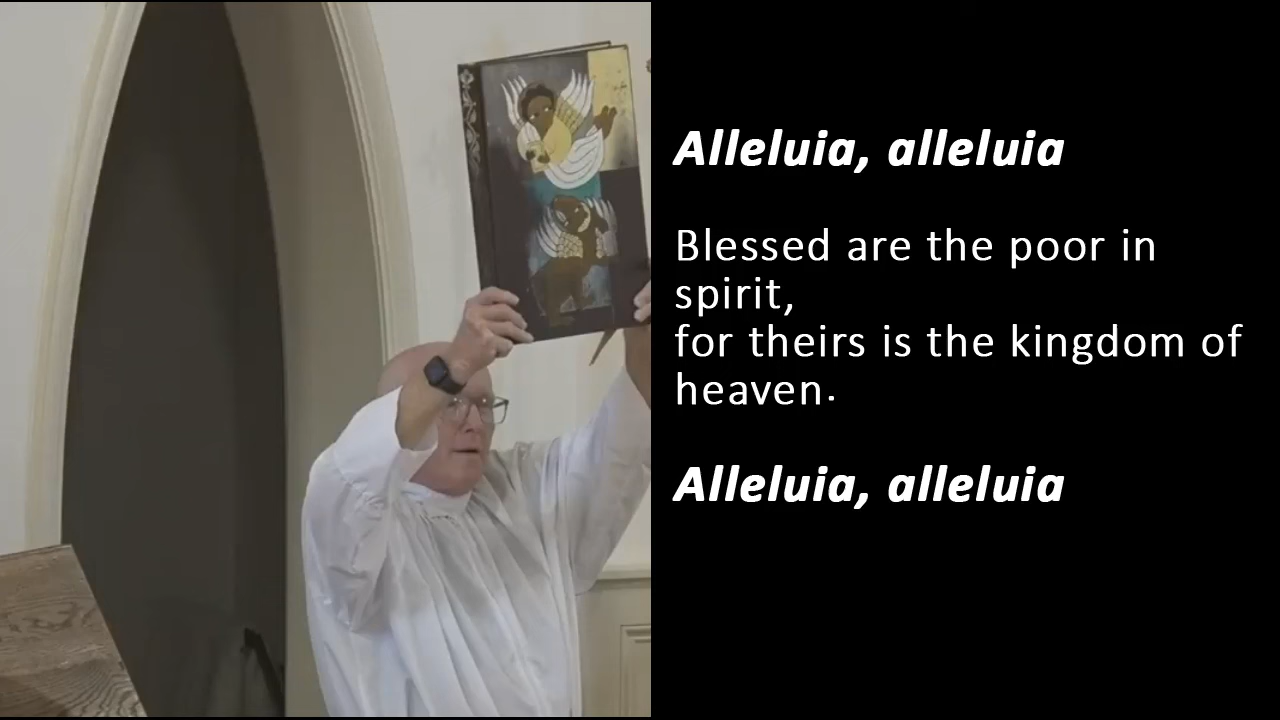 Alleluia, alleluia
Blessed are the poor in
spirit,
for theirs is the kingdom of
heaven.
Alleluia, alleluia